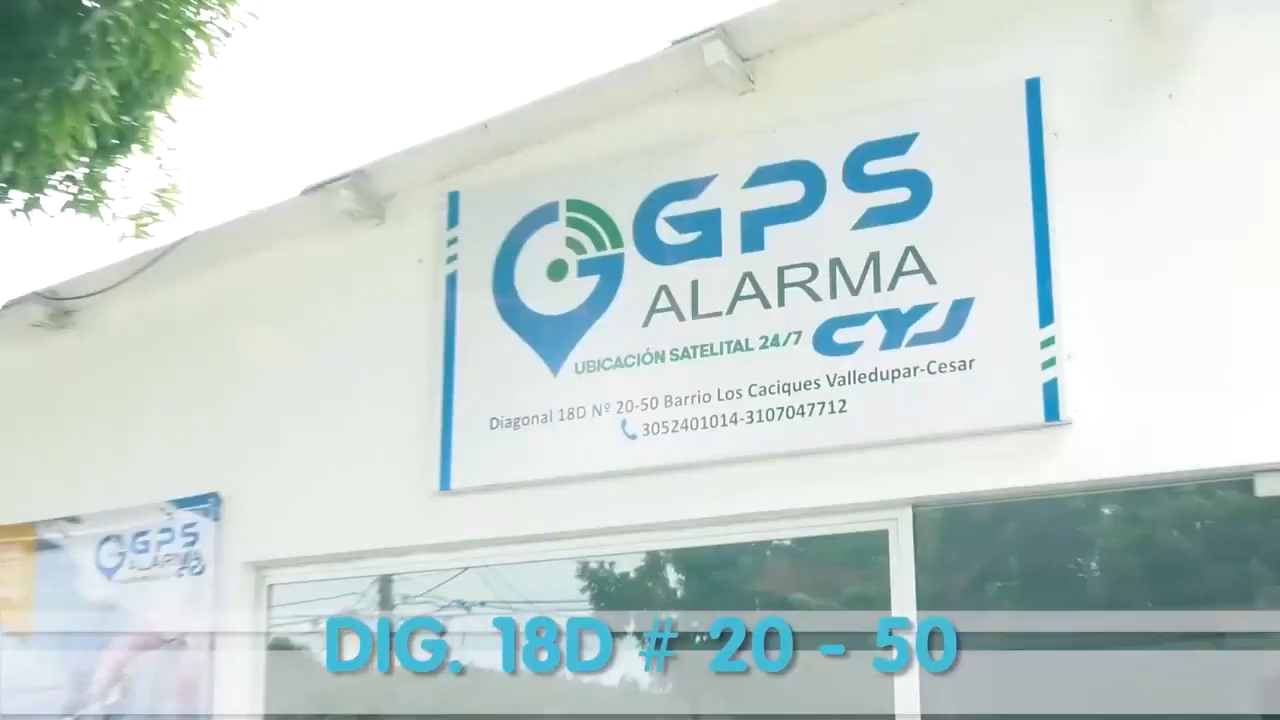 GPS
ALARMA
UBICACIÓN SATELITAL 24/7 CYJ
Diagonal 18D Nº 20-50 Barrio Los Caciques Valledupar-Cesar
3052401014-3107047712
GPS
ALARMA
DIG. 18D # 20 - 50